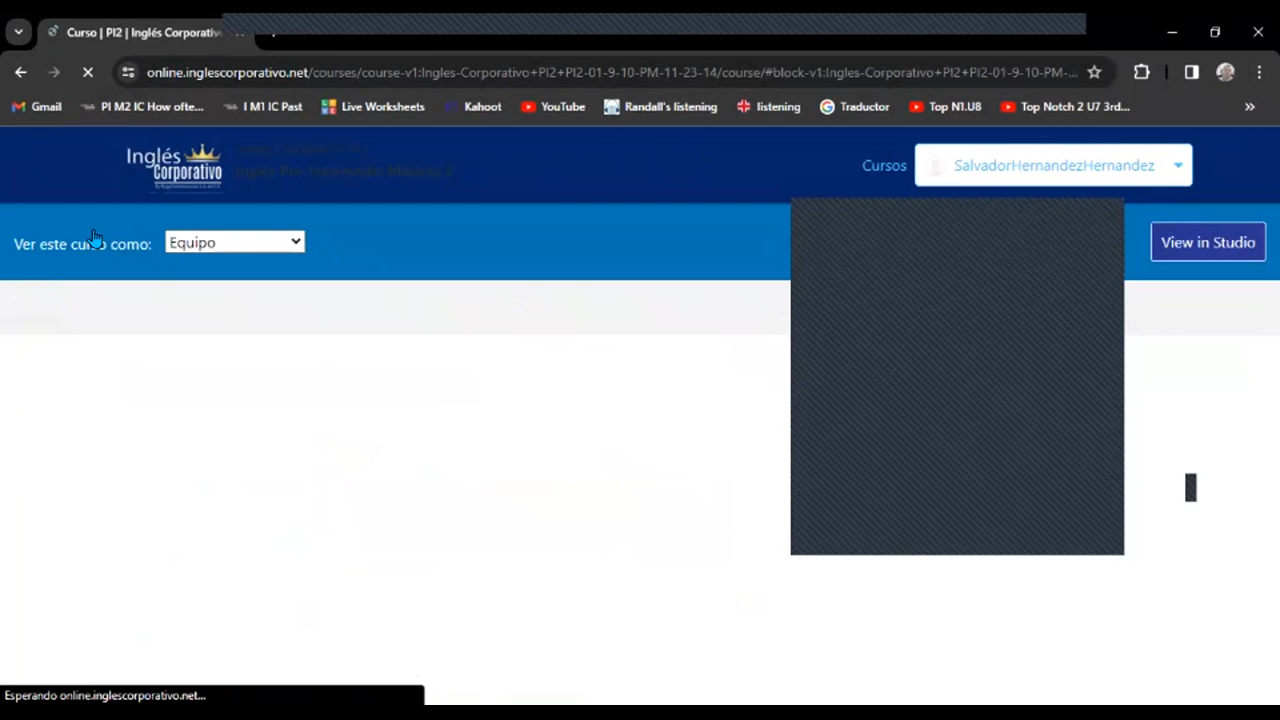 Curso | PI2 | Inglés Corporativ
online.inglescorporativo.net/courses/course-v1:Ingles-Corporativo+PI2+PI2-01-9-10-PM-11-23-14/course/#block-v1:Ingles-Corporativo+PI2+PI2-01-9-10-PM-...
Gmail PI M2 IC How ofte... I M1 IC Past Live Worksheets Kahoot YouTube Randall's listening listening Traductor Top N1.U8 Top Notch 2 U7 3rd... »
Inglés
Corporativo
Cursos SalvadorHernandezHernandez
Ver este curso como: Equipo View in Studio
Esperando online.inglescorporativo.net...